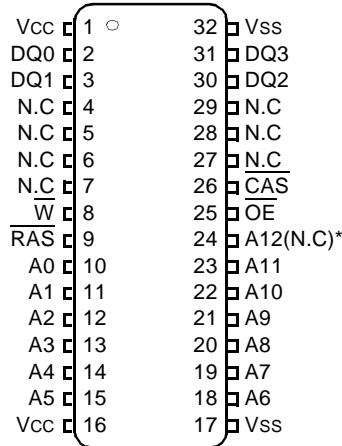 VCC 1 32 VSS
DQ0 2 31 DQ3
DQ1 3 30 DQ2
N.C 4 29 N.C
N.C 5 28 N.C
N.C 6 27 N.C
N.C 7 26 CAS
W 8 25 OE
RAS 9 24 A12(N.C)*
A0 10 23 A11
A1 11 22 A10
A2 12 21 A9
A3 13 20 A8
A4 14 19 A7
A5 15 18 A6
VCC 16 17 VSS